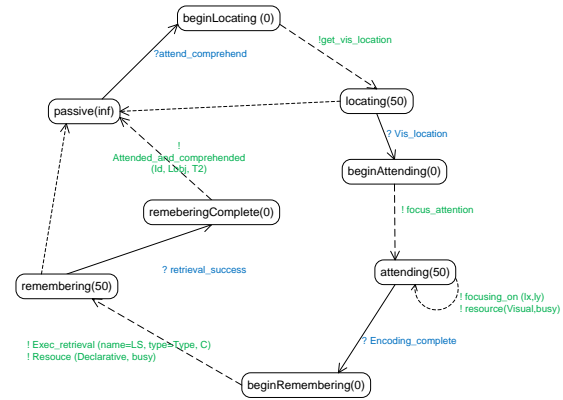 beginLocating (0)
!get_vis_location
?attend_comprehend
locating(50)
passive(inf)
? Vis_location
!
Attended_and_comprehended
(Id, Lobj, T2)
beginAttending(0)
remeberingComplete(0)
! focus_attention
? retrieval_success
attending(50)
remembering(50)
! focusing_on (lx,ly)
! resource(Visual,busy)
? Encoding_complete
! Exec_retrieval (name=LS, type=Type, C)
! Resouce (Declarative, busy)
beginRemembering(0)